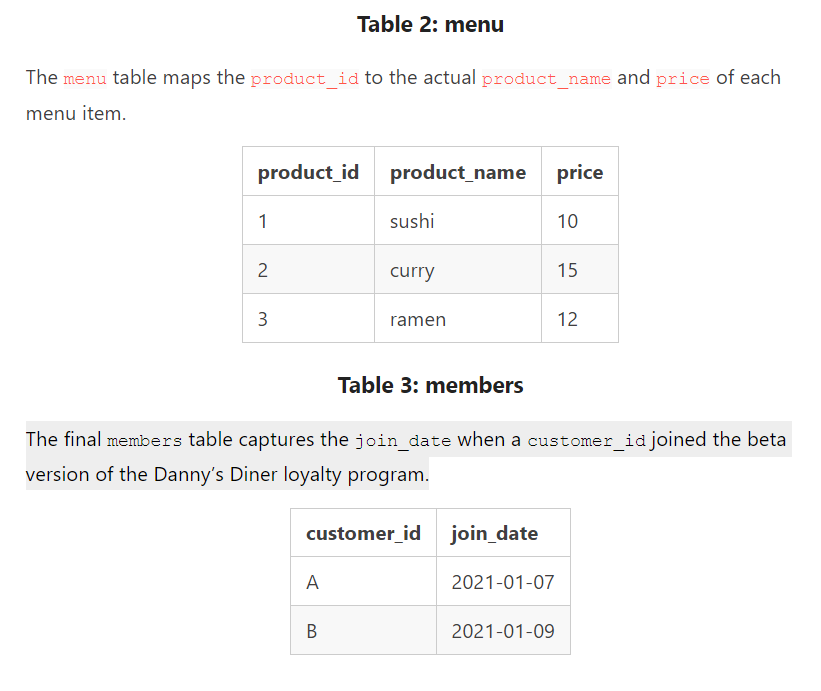 Table 2: menu
The menu table maps the product_id to the actual product_name and price of each
menu item.
product_id product_name price
1 sushi 10
2 curry 15
3 ramen 12
Table 3: members
The final members table captures the join_date when a customer_id joined the beta
version of the Danny’s Diner loyalty program.
customer_id join_date
A 2021-01-07
B 2021-01-09